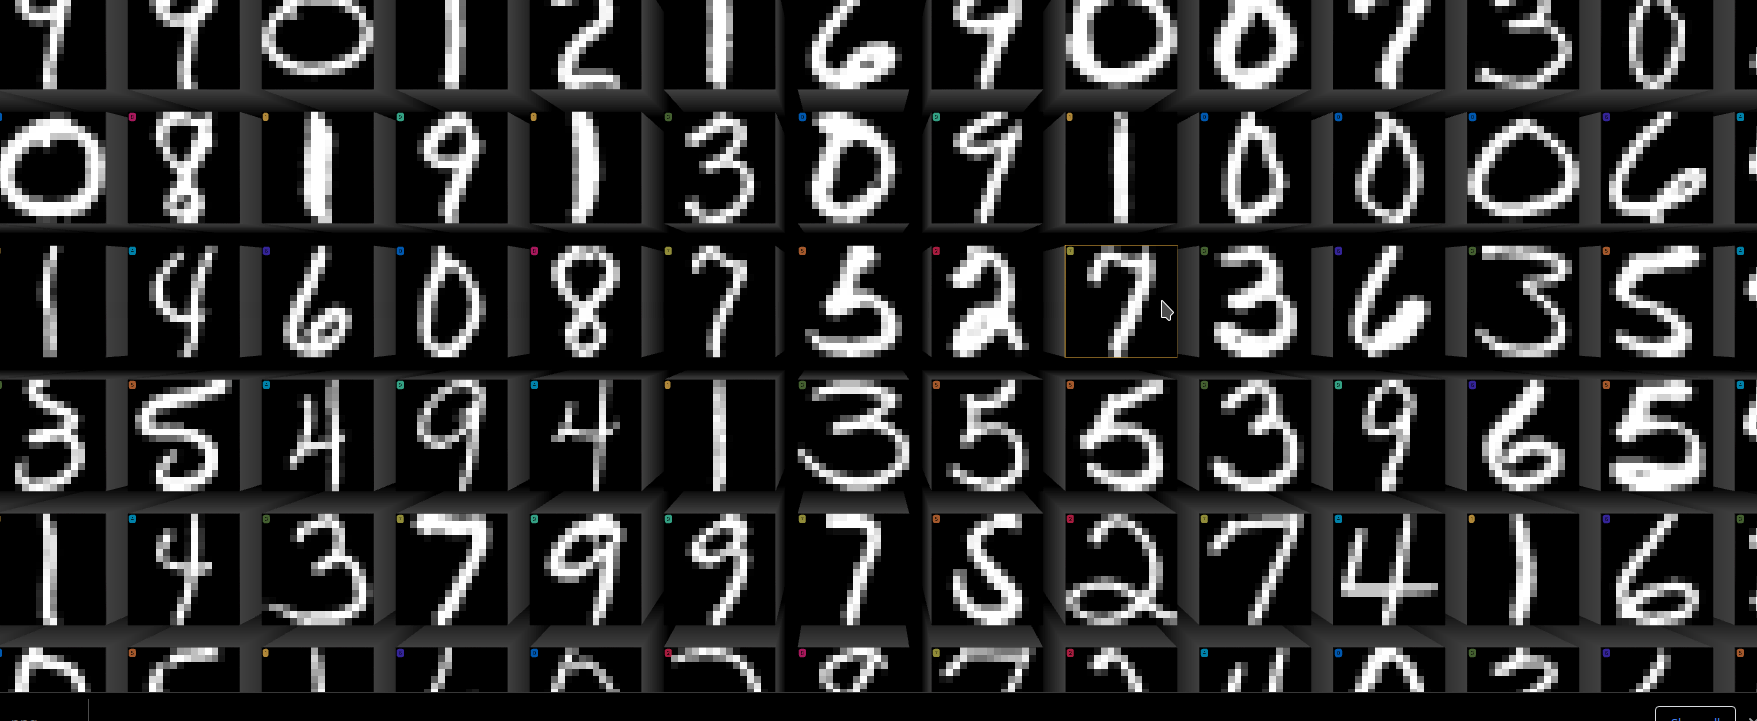 9 9 0 1 2 1 6 9 0 0 7 3 0
0 8 1 9 1 3 0 9 1 0 0 0 6
1 4 6 0 8 7 5 2 7 3 6 3 5
3 5 4 9 4 1 3 5 5 3 9 6 5
1 4 3 7 9 9 7 5 2 7 4 1 6